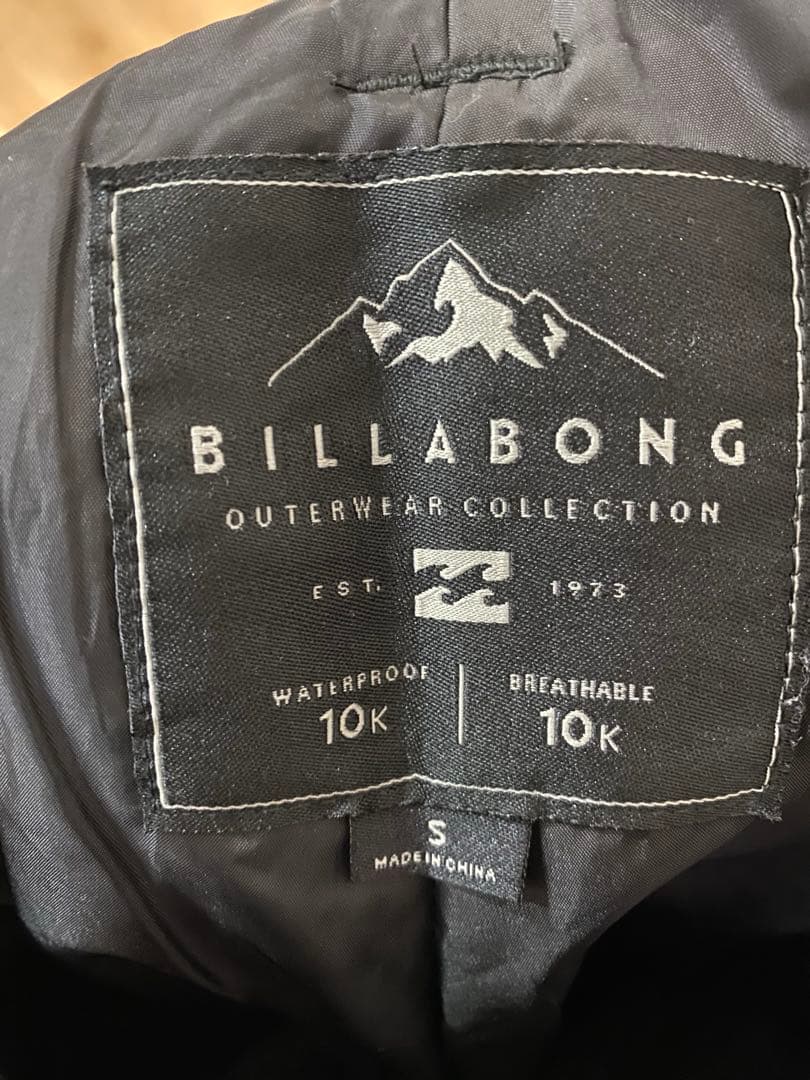 BILLABONG
OUTERWEAR COLLECTION
EST. 1973
WATERPROOF BREATHABLE
10K 10K
S
MADE IN CHINA